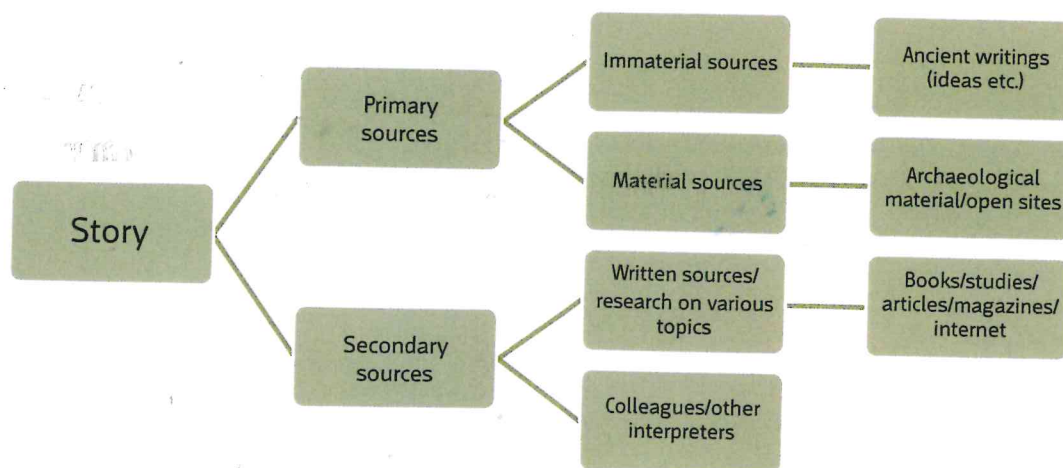 Story
Primary
sources
Immaterial sources
Ancient writings
(ideas etc.)
Material sources
Archaeological
material/open sites
Secondary
sources
Written sources/
research on various
topics
Books/studies/
articles/magazines/
internet
Colleagues/other
interpreters